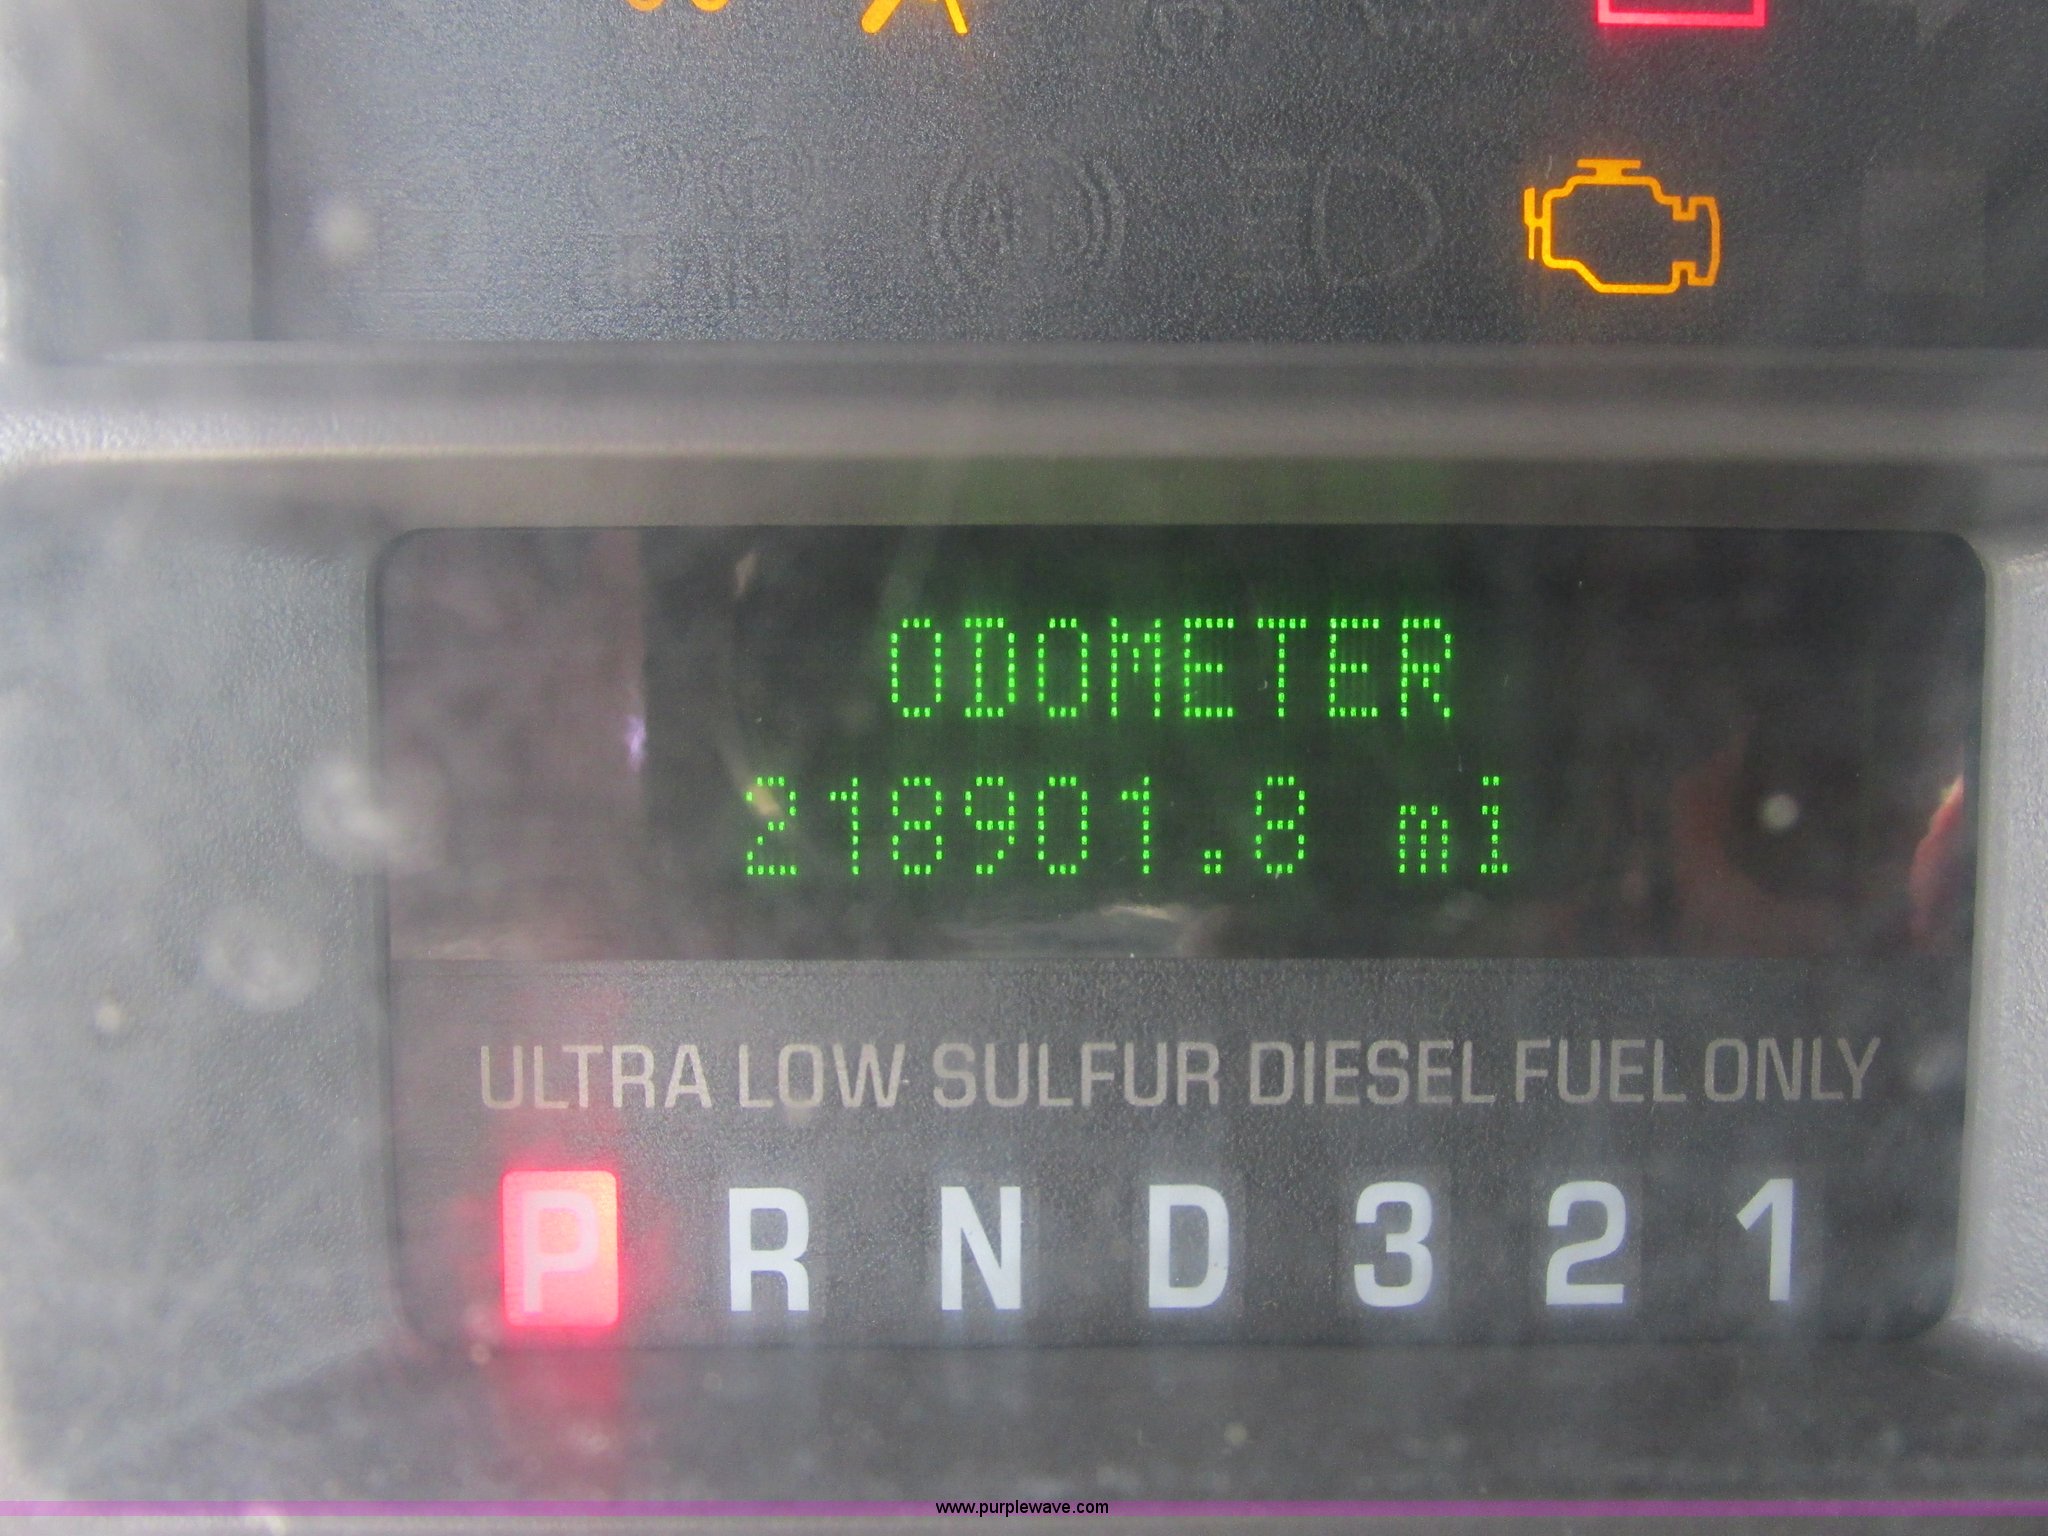 ODOMETER
218901.8 mi
ULTRA LOW SULFUR DIESEL FUEL ONLY
P R N D 3 2 1
www.purplewave.com